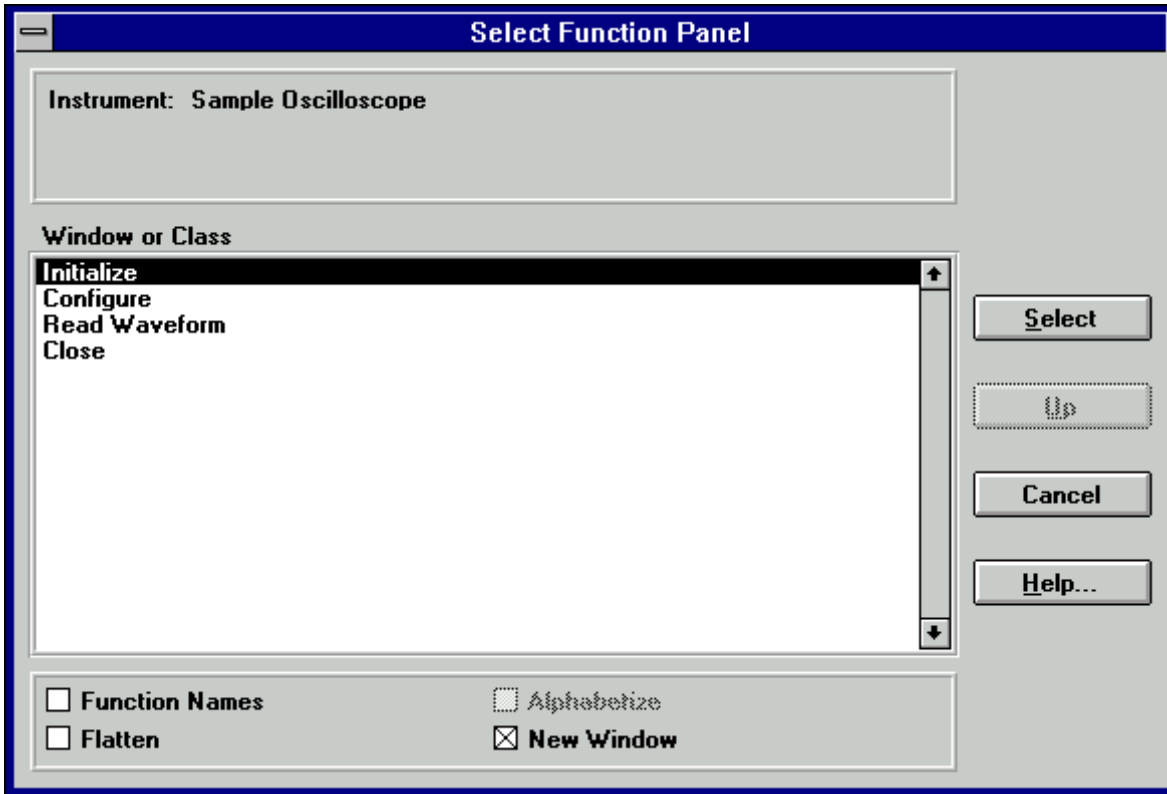 Select Function Panel
Instrument: Sample Oscilloscope
Window or Class
Initialize
Configure
Read Waveform
Close
Select
Up
Cancel
Help...
Function Names
Alphabetize
Flatten
New Window